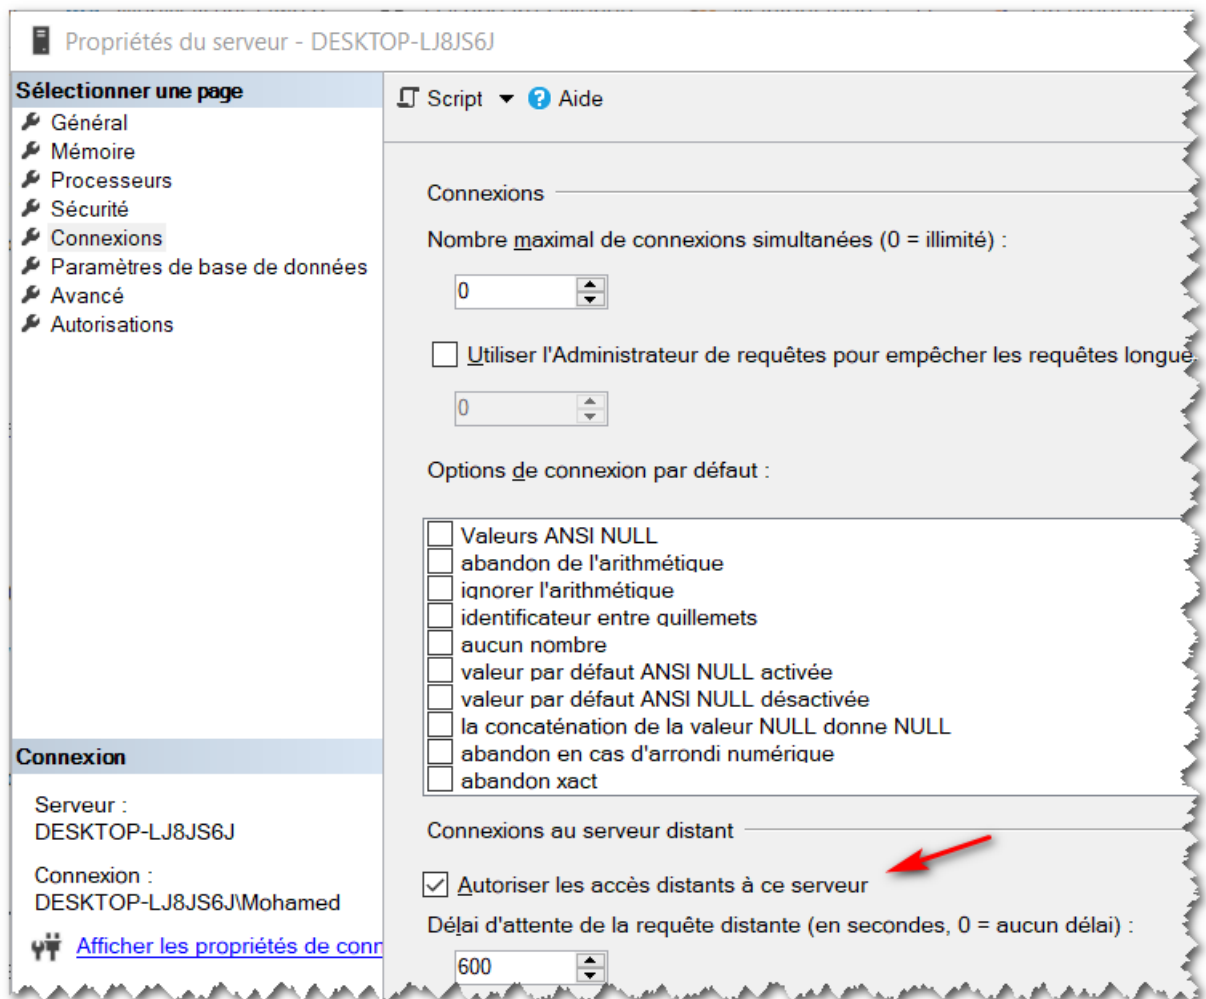 Propriétés du serveur - DESKTOP-LJ8JS6J
Sélectionner une page
Général
Mémoire
Processeurs
Sécurité
Connexions
Paramètres de base de données
Avancé
Autorisations
Connexion
Serveur :
DESKTOP-LJ8JS6J
Connexion :
DESKTOP-LJ8JS6J\Mohamed
Afficher les propriétés de conn
Script
Aide
Connexions
Nombre maximal de connexions simultanées (0 = illimité) :
0
Utiliser l'Administrateur de requêtes pour empêcher les requêtes longue
0
Options de connexion par défaut :
Valeurs ANSI NULL
abandon de l'arithmétique
ignorer l'arithmétique
identificateur entre guillemets
aucun nombre
valeur par défaut ANSI NULL activée
valeur par défaut ANSI NULL désactivée
la concaténation de la valeur NULL donne NULL
abandon en cas d'arrondi numérique
abandon xact
Connexions au serveur distant
Autoriser les accès distants à ce serveur
Délai d'attente de la requête distante (en secondes, 0 = aucun délai) :
600